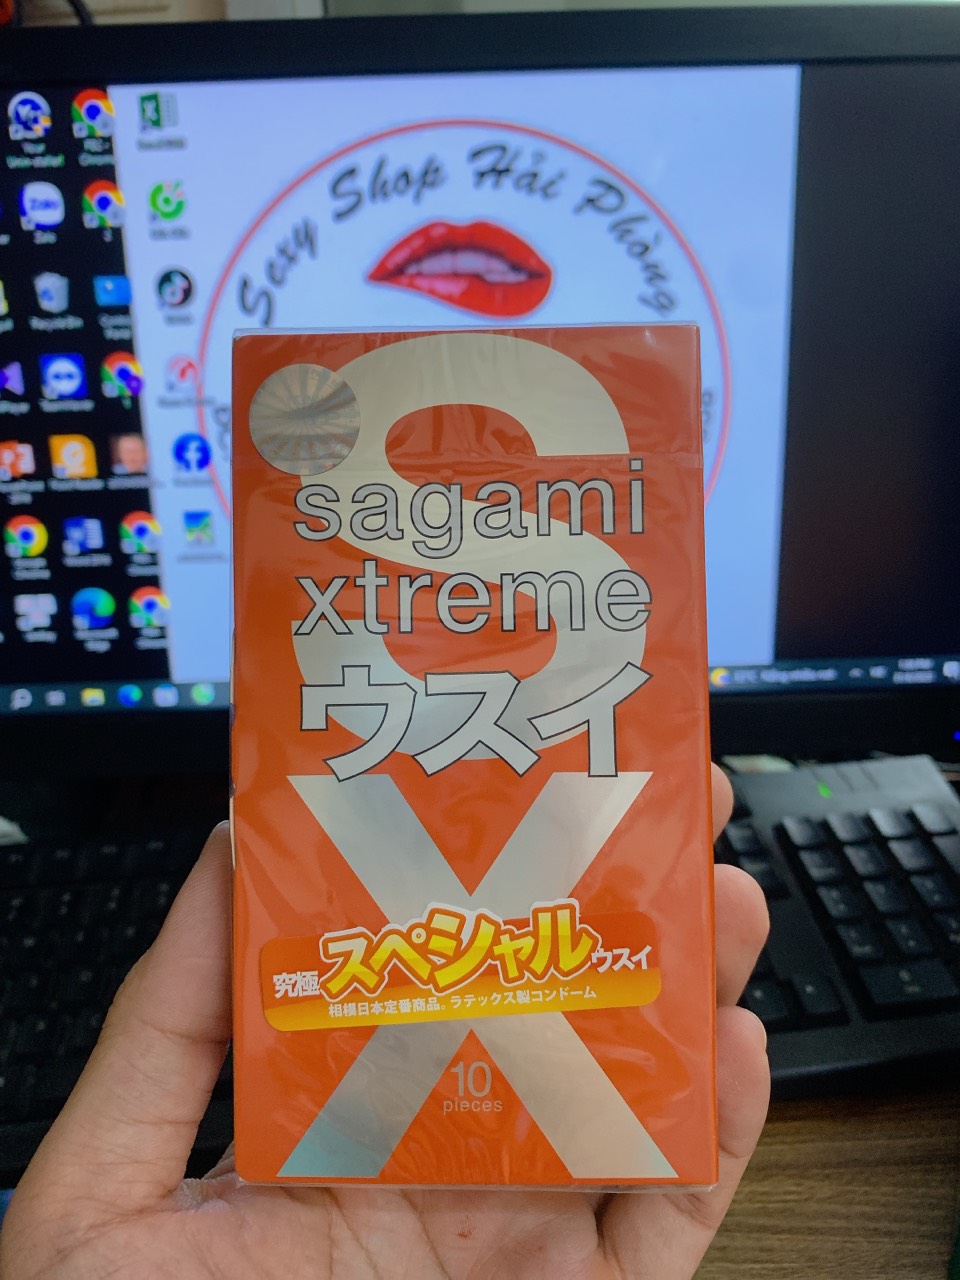 Sexy Shop Hải Phòng
Zalo
sagami
xtreme
ウスイ
SX
究極スペシャルウスイ
相模日本定番商品。ラテックス製コンドーム
10
pieces